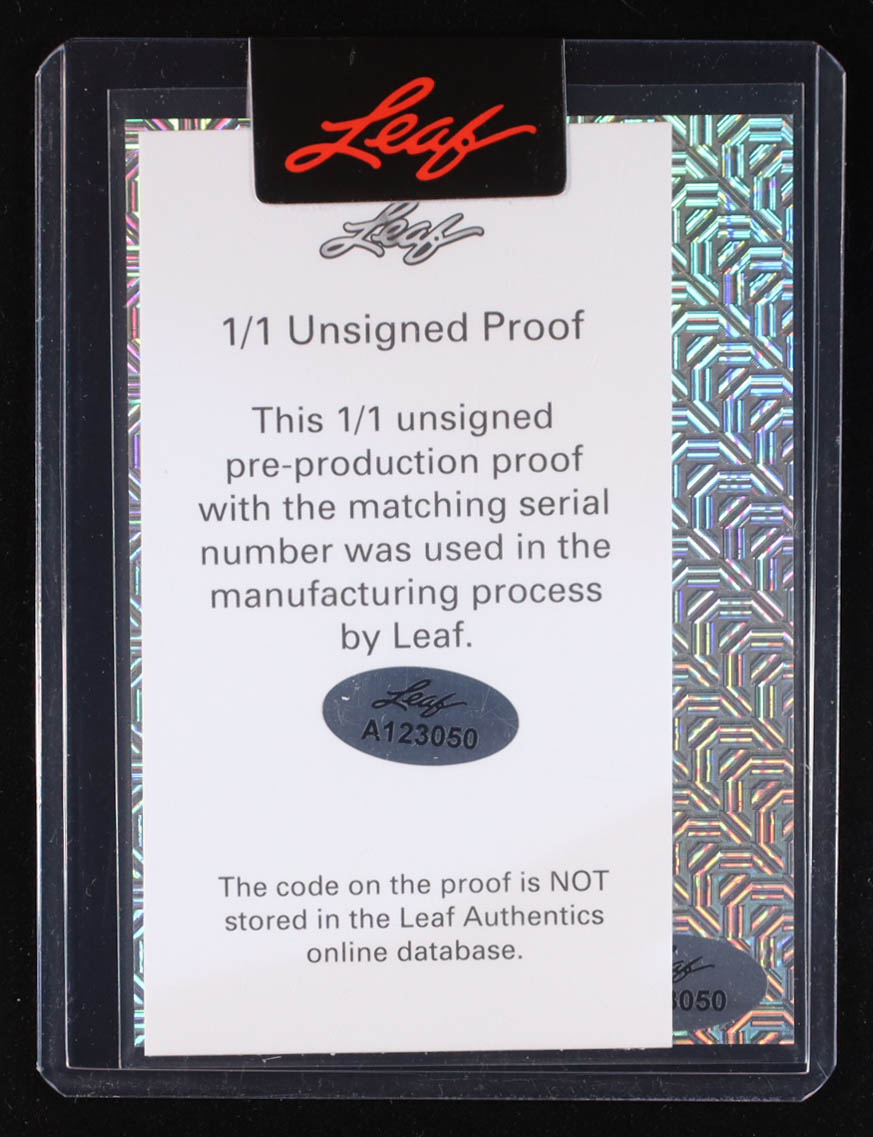 Leaf
Leaf
1/1 Unsigned Proof
This 1/1 unsigned
pre-production proof
with the matching serial
number was used in the
manufacturing process
by Leaf.
Leaf
A123050
The code on the proof is NOT
stored in the Leaf Authentics
online database.
3050